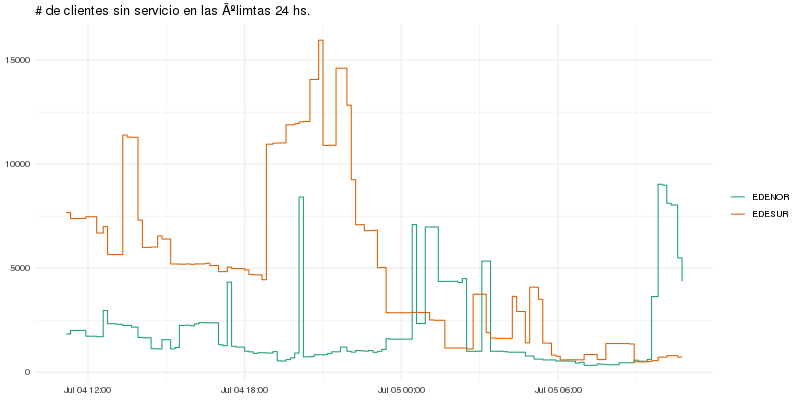 # de clientes sin servicio en las Ãºlimtas 24 hs.
15000
10000
5000
0
Jul 04 12:00
Jul 04 18:00
Jul 05 00:00
Jul 05 06:00
EDENOR
EDESUR